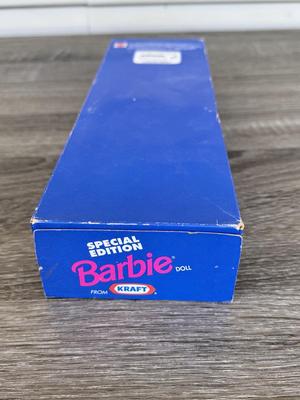 SPECIAL
EDITION
Barbie® DOLL
FROM KRAFT